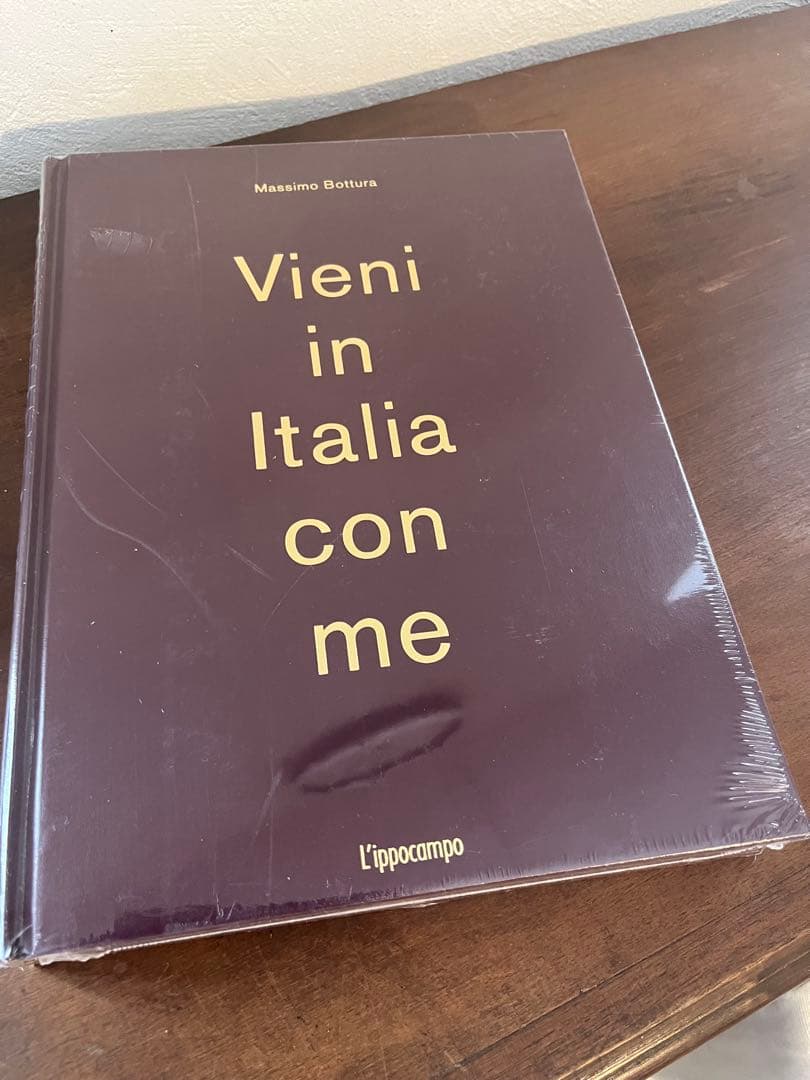 Massimo Bottura
Vieni
in
Italia
con
me
L'ippocampo